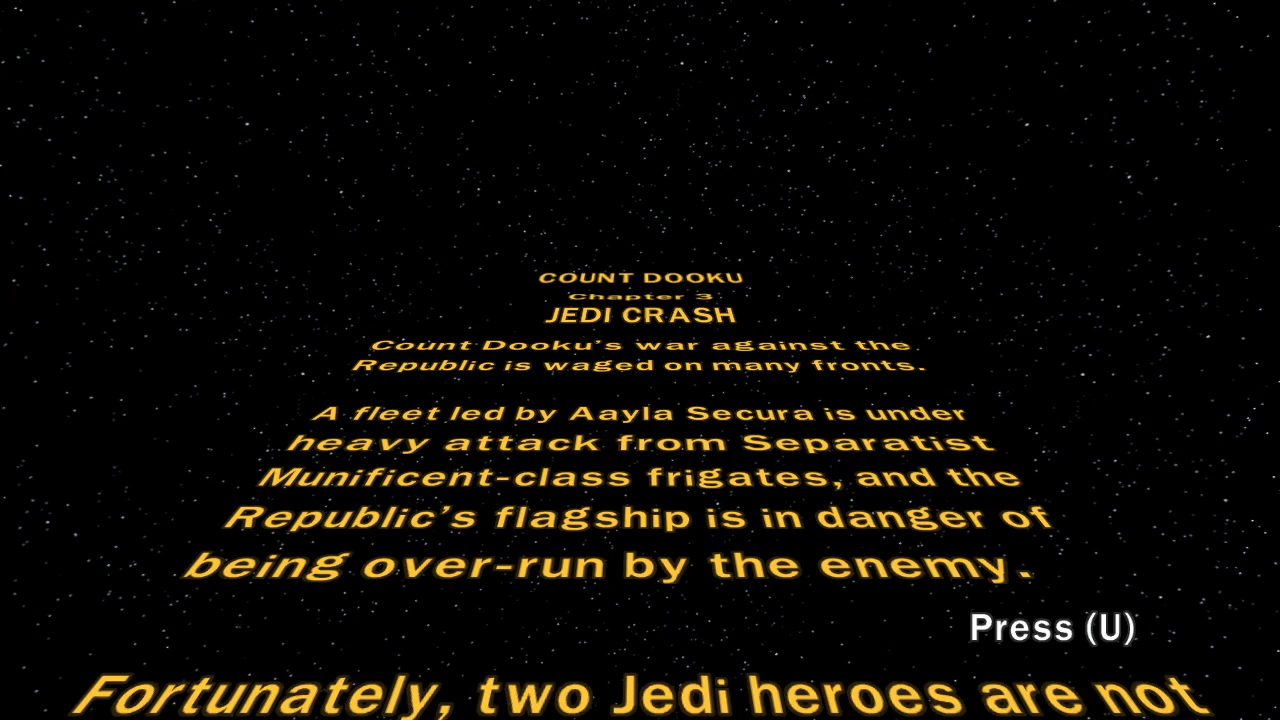 COUNT DOOKU
Chapter 3
JEDI CRASH
Count Dooku's war against the
Republic is waged on many fronts.
A fleet led by Aayla Secura is under
heavy attack from Separatist
Munificent-class frigates, and the
Republic's flagship is in danger of
being over-run by the enemy.
Press (U)
Fortunately, two Jedi heroes are not